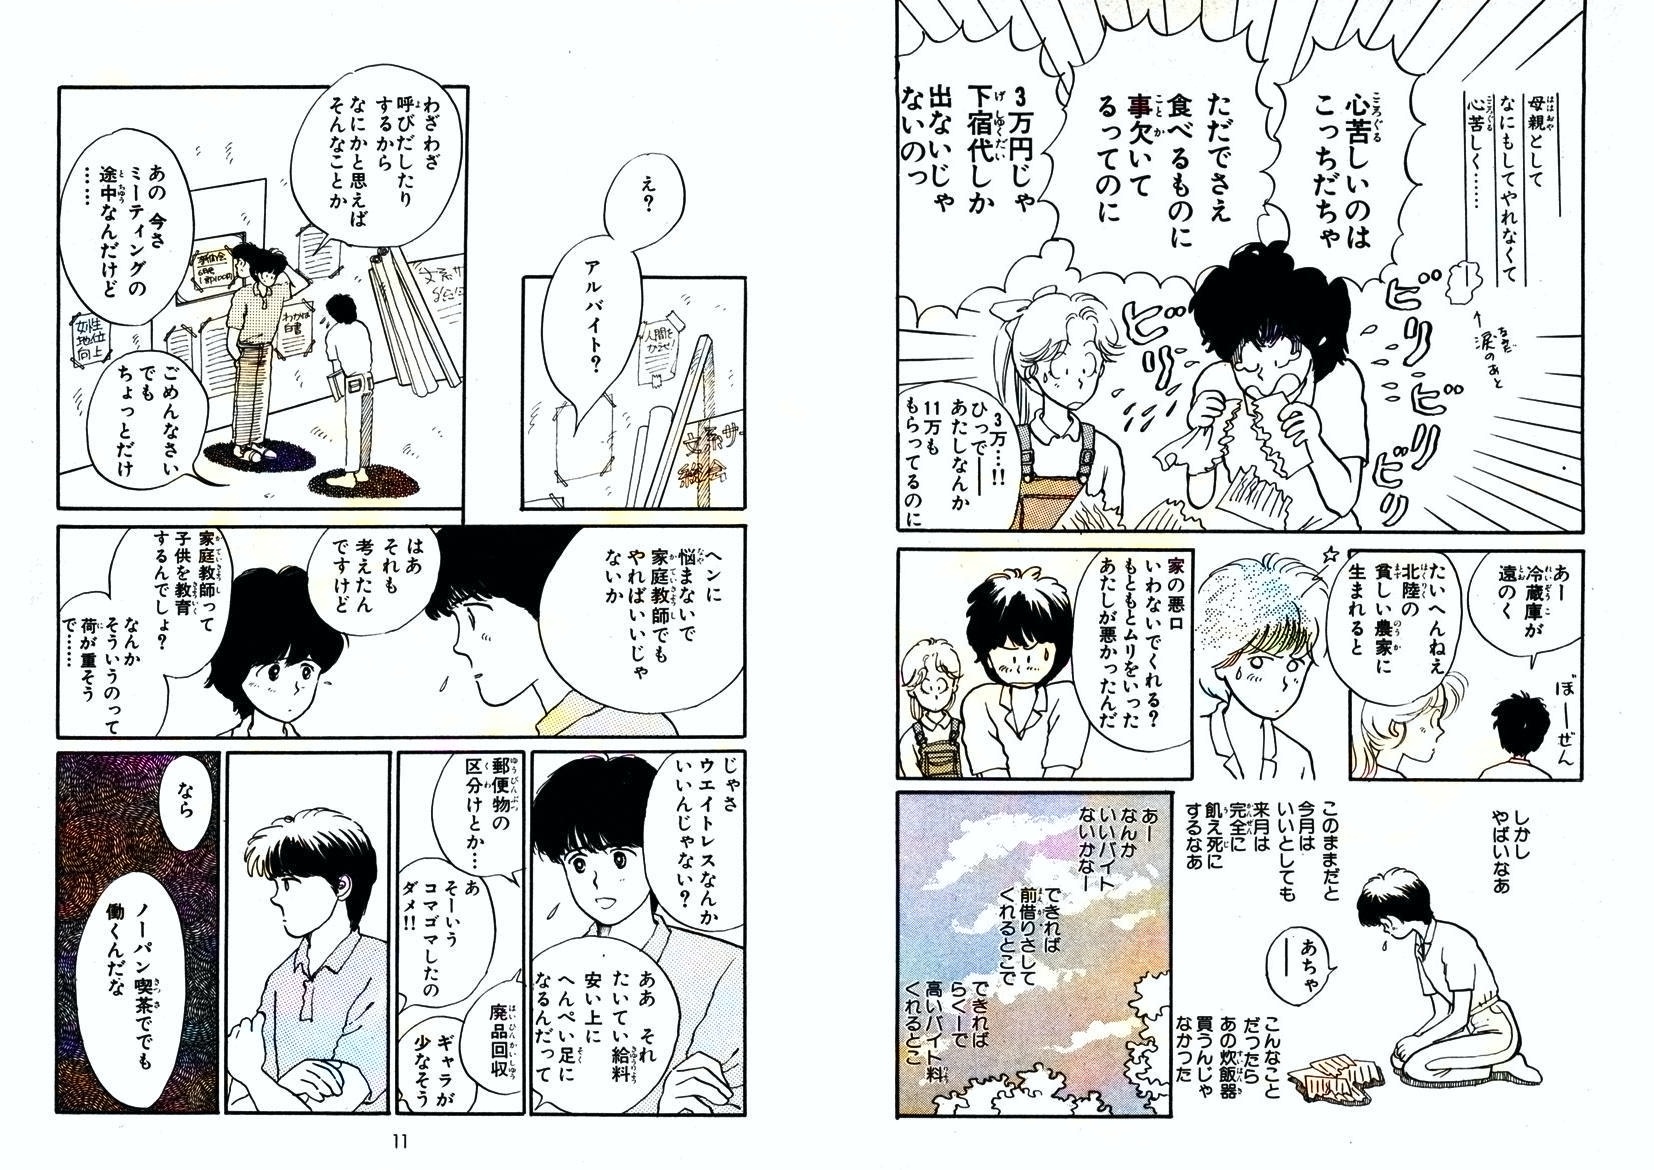 母親として
なにもしてやれなくて
心苦しく……
↑涙のあと
心苦しいのは
こっちだちゃ
ただでさえ
食べるものに
事欠いて
るってのに
3万円じゃ
下宿代しか
出ないじゃ
ないのっ
ビリ
ビリ
ビリ
ビリ
ビリ
3万…!!
ひっでーー
あたしなんか
11万も
もらってるのに
あー
冷蔵庫が
遠のく
ぼーぜん
たいへんねえ
北陸の
貧しい農家に
生まれると
家の悪口
いわないでくれる?
もともとムリをいった
あたしが悪かったんだ
しかし
やばいなあ
このままだと
今月は
いいとしても
来月は
完全に
飢え死に
するなあ
あちゃー
こんなこと
だったら
あの炊飯器
買うんじゃ
なかった
あー
なんか
いいバイト
ないかなー
できれば
前借りさして
くれるとこで
できれば
らくーで
高いバイト料
くれるとこ
え?
アルバイト?
人間を
文系サ
わざわざ
呼びだしたり
するから
なにかと思えば
そんなことか
あの 今さ
ミーティングの
途中なんだけど
……
ごめんなさい
でも
ちょっとだけ
文系サ
わかば
白書
女性
地位
向上
ヘンに
悩まないで
家庭教師でも
やればいいじゃ
ないか
はあ
それも
考えたん
ですけど
家庭教師って
子供を教育
するんでしょ?
なんか
そういうのって
荷が重そう
で……
じゃさ
ウエイトレスなんか
いいんじゃない?
ああ それ
たいてい給料
安い上に
へんぺい足に
なるんだって
郵便物の
区分けとか…
あ
そーいう
コマゴマしたの
ダメ!!
廃品回収
ギャラが
少なそう
なら
ノーパン喫茶ででも
働くんだな
11